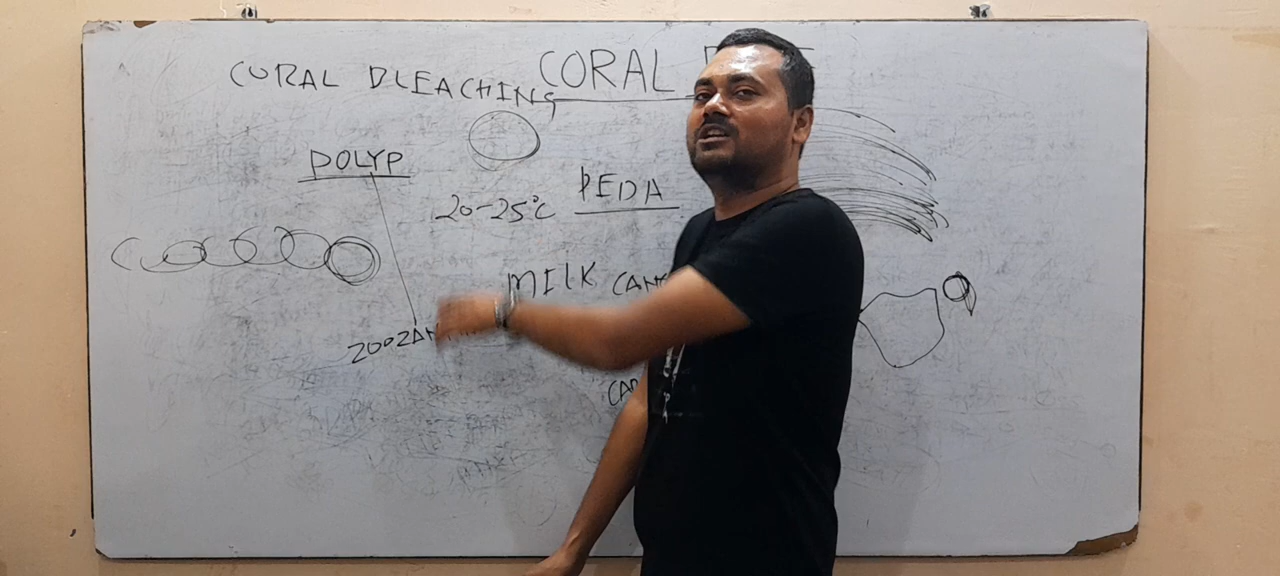 CORAL
CORAL BLEACHING
POLYP
PEDA
20-25°C
MILK